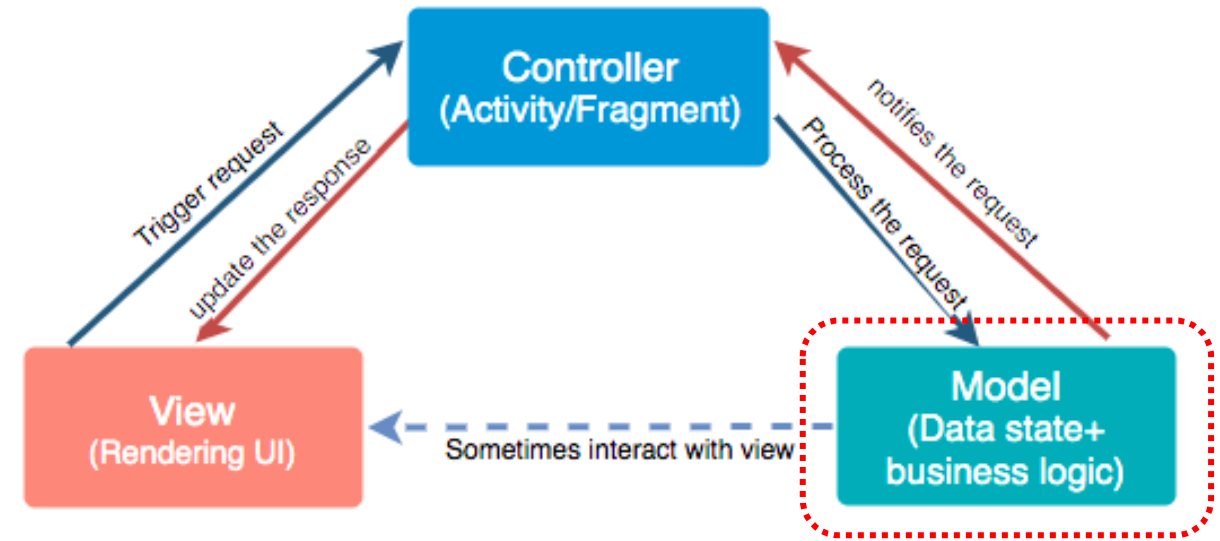 Controller
(Activity/Fragment)
Trigger request
update the response
Process the request
notifies the request
View
(Rendering UI)
Sometimes interact with view
Model
(Data state+
business logic)